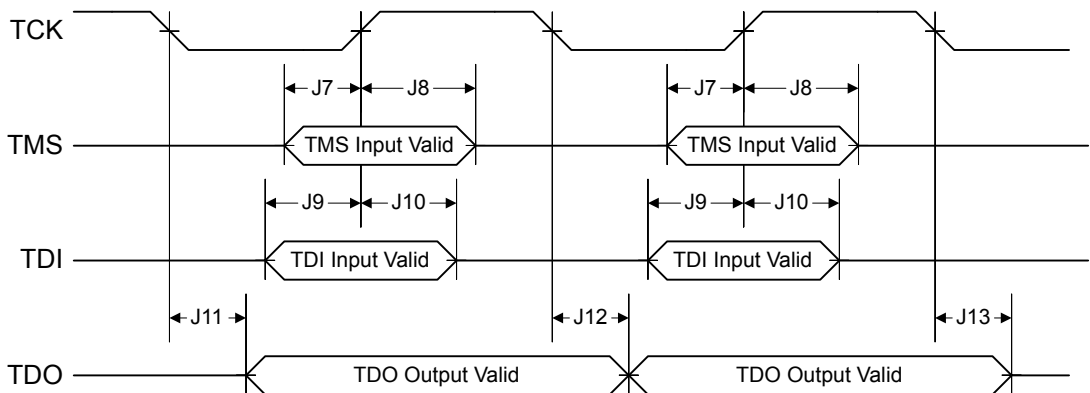 TCK
J7 J8 J7 J8
TMS TMS Input Valid TMS Input Valid
J9 J10 J9 J10
TDI TDI Input Valid TDI Input Valid
J11 J12 J13
TDO TDO Output Valid TDO Output Valid